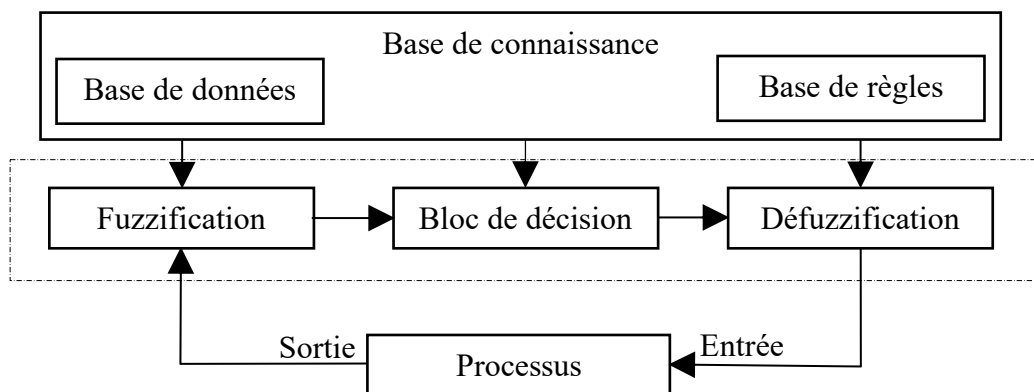 Base de connaissance
Base de données
Base de règles
Fuzzification
Bloc de décision
Défuzzification
Sortie
Processus
Entrée